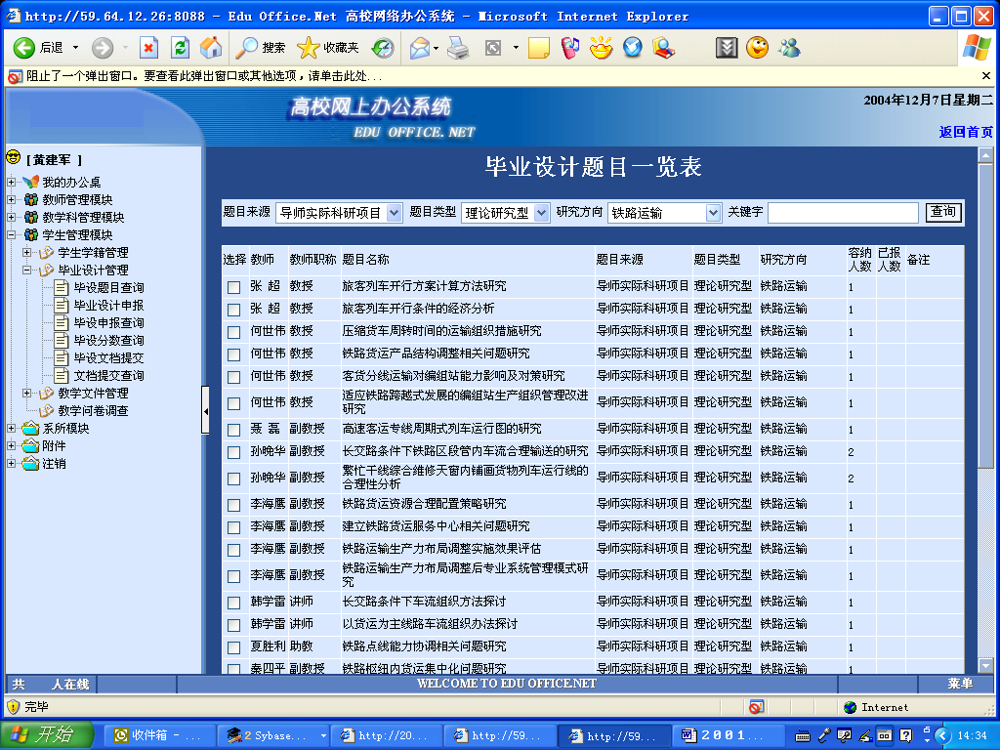 http://59.64.12.26:8088 - Edu Office.Net 高校网络办公系统 - Microsoft Internet Explorer
后退 搜索 收藏夹
阻止了一个弹出窗口。要查看此弹出窗口或其他选项，请单击此处...
高校网上办公系统
EDU OFFICE.NET
2004年12月7日星期二
返回首页
[黄建军 ]
我的办公桌
教师管理模块
教学科管理模块
学生管理模块
学生学籍管理
毕业设计管理
毕设题目查询
毕业设计申报
毕设申报查询
毕设分数查询
毕设文档提交
文档提交查询
教学文件管理
教学问卷调查
系所模块
附件
注销
毕业设计题目一览表
题目来源 导师实际科研项目 题目类型 理论研究型 研究方向 铁路运输 关键字 查询
选择 教师 教师职称 题目名称 题目来源 题目类型 研究方向 容纳人数 已报人数 备注
张 超 教授 旅客列车开行方案计算方法研究 导师实际科研项目 理论研究型 铁路运输 1
张 超 教授 旅客列车开行条件的经济分析 导师实际科研项目 理论研究型 铁路运输 1
何世伟 教授 压缩货车周转时间的运输组织措施研究 导师实际科研项目 理论研究型 铁路运输 1
何世伟 教授 铁路货运产品结构调整相关问题研究 导师实际科研项目 理论研究型 铁路运输 1
何世伟 教授 客货分线运输对编组站能力影响及对策研究 导师实际科研项目 理论研究型 铁路运输 1
何世伟 教授 适应铁路跨越式发展的编组站生产组织管理改进研究 导师实际科研项目 理论研究型 铁路运输 1
聂 磊 副教授 高速客运专线周期式列车运行图的研究 导师实际科研项目 理论研究型 铁路运输 1
孙晚华 副教授 长交路条件下铁路区段管内车流合理输送的研究 导师实际科研项目 理论研究型 铁路运输 2
孙晚华 副教授 繁忙干线综合维修天窗内铺画货物列车运行线的合理性分析 导师实际科研项目 理论研究型 铁路运输 2
李海鹰 副教授 铁路货运资源合理配置策略研究 导师实际科研项目 理论研究型 铁路运输 1
李海鹰 副教授 建立铁路货运服务中心相关问题研究 导师实际科研项目 理论研究型 铁路运输 1
李海鹰 副教授 铁路运输生产力布局调整实施效果评估 导师实际科研项目 理论研究型 铁路运输 1
李海鹰 副教授 铁路运输生产力布局调整后专业系统管理模式研究 导师实际科研项目 理论研究型 铁路运输 1
韩学雷 讲师 长交路条件下车流组织方法探讨 导师实际科研项目 理论研究型 铁路运输 1
韩学雷 讲师 以货运为主线路车流组织办法探讨 导师实际科研项目 理论研究型 铁路运输 1
夏胜利 助教 铁路点线能力协调相关问题研究 导师实际科研项目 理论研究型 铁路运输 1
秦四平 副教授 铁路枢纽内货运集中化问题研究 导师实际科研项目 理论研究型 铁路运输 1
共 人在线 WELCOME TO EDU OFFICE.NET 菜单
完毕 Internet
开始 收件箱 - ... 2 Sybase... http://20... http://59... http://59... 2001... 14:34